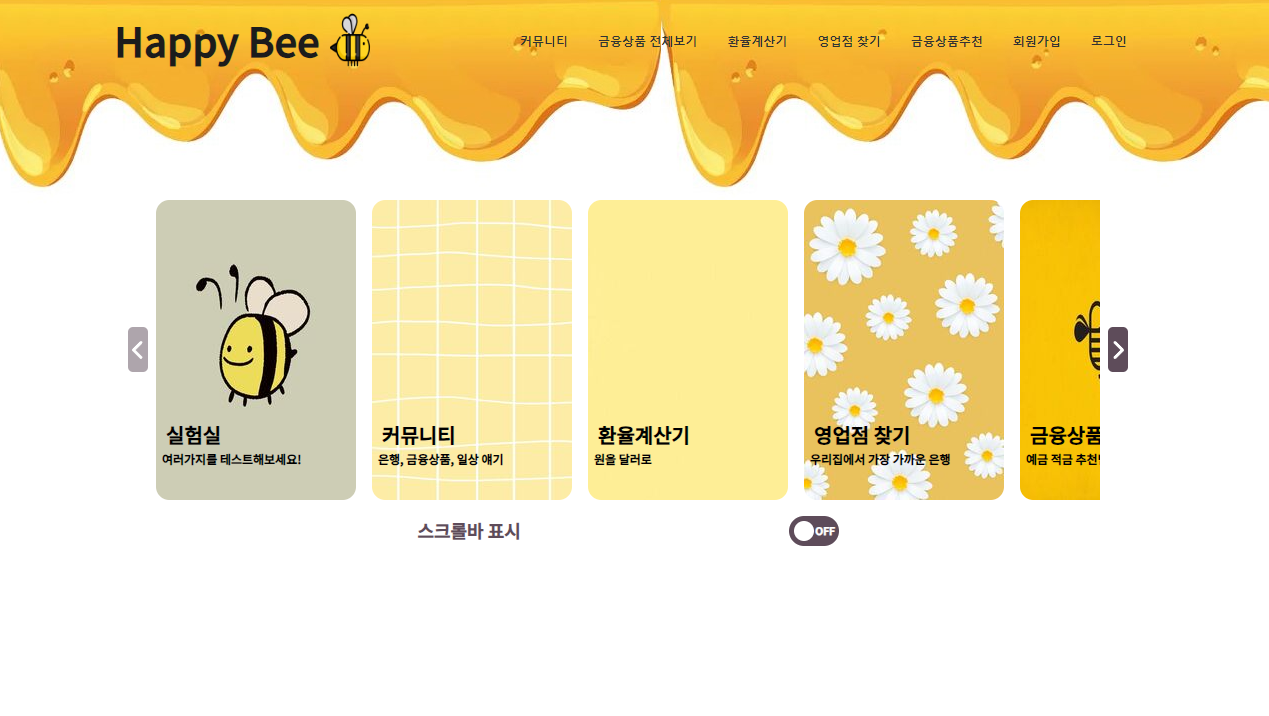 Happy Bee
커뮤니티 금융상품 전체보기 환율계산기 영업점 찾기 금융상품추천 회원가입 로그인
실험실
여러가지를 테스트해보세요!
커뮤니티
은행, 금융상품, 일상 얘기
환율계산기
원을 달러로
영업점 찾기
우리집에서 가장 가까운 은행
금융상품
예금 적금 추천
스크롤바 표시
OFF